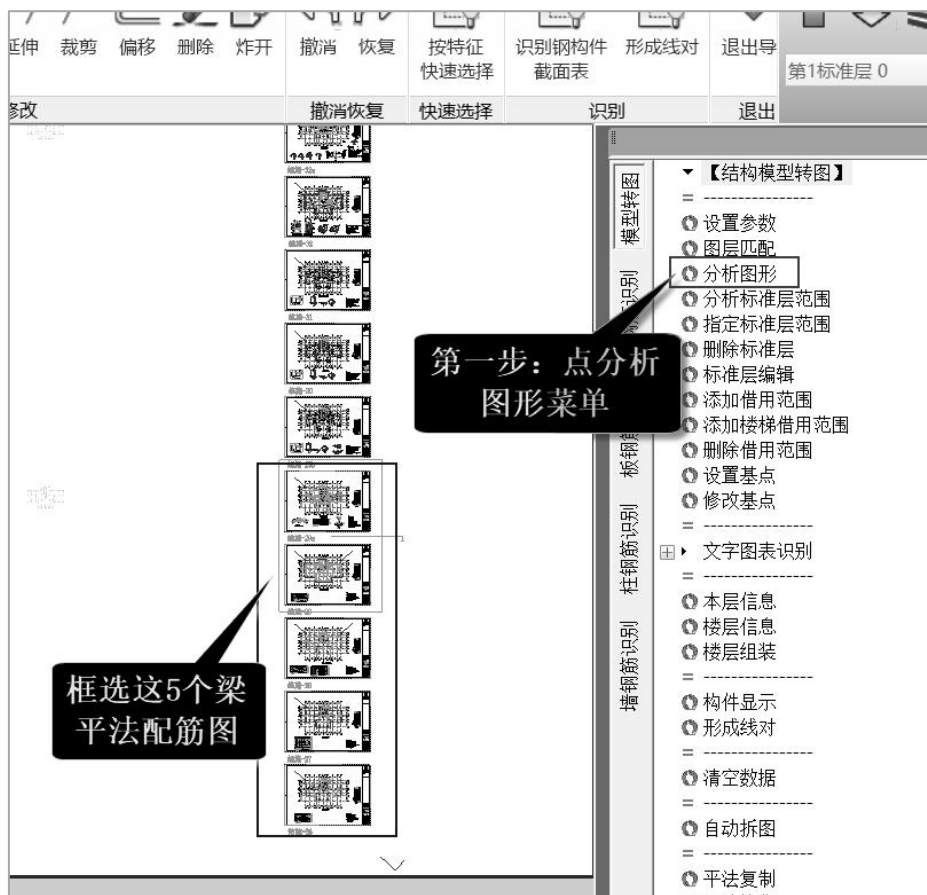 延伸 裁剪 偏移 删除 炸开 撤消 恢复 按特征 快速选择 识别钢构件 截面表 形成线对 退出导
第1标准层 0
修改 撤消恢复 快速选择 识别 退出
模型转图
板钢筋识别
柱钢筋识别
墙钢筋识别
【结构模型转图】
设置参数
图层匹配
分析图形
分析标准层范围
指定标准层范围
删除标准层
标准层编辑
添加借用范围
添加楼梯借用范围
删除借用范围
设置基点
修改基点
文字图表识别
本层信息
楼层信息
楼层组装
构件显示
形成线对
清空数据
自动拆图
平法复制
第一步：点分析
图形菜单
框选这5个梁
平法配筋图